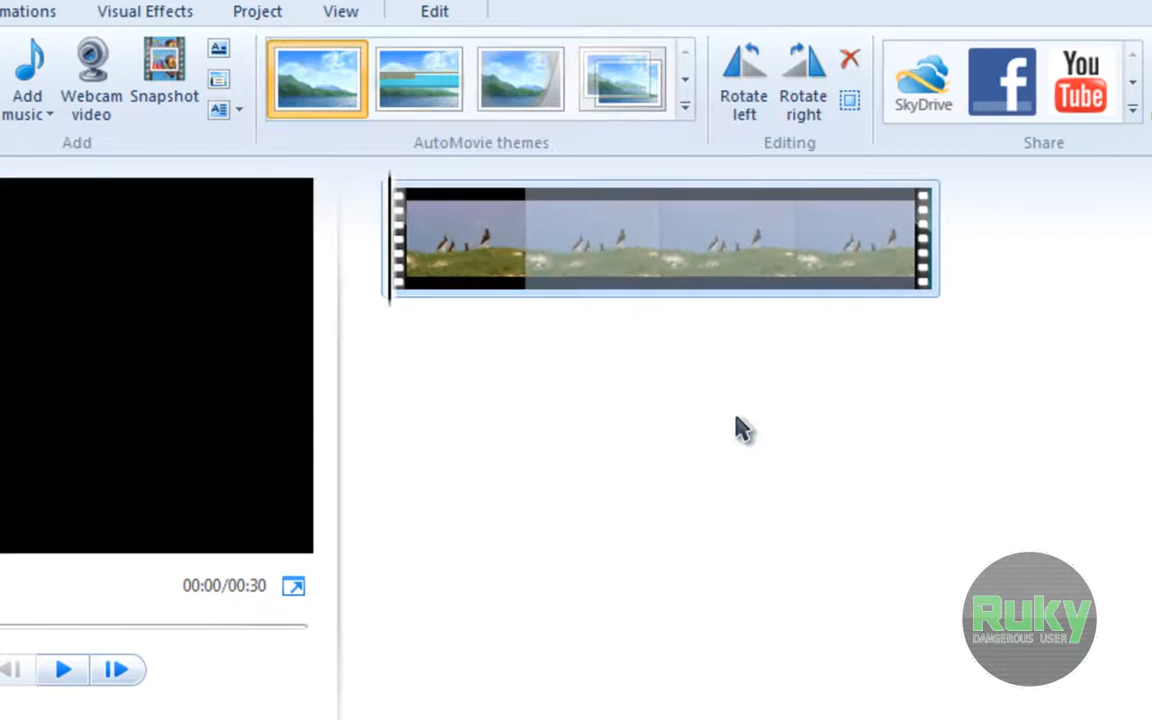 mations Visual Effects Project View Edit
Add music
Webcam video
Snapshot
Rotate left
Rotate right
SkyDrive
f
You Tube
Add
AutoMovie themes
Editing
Share
00:00/00:30
Ruky
DANGEROUS USER